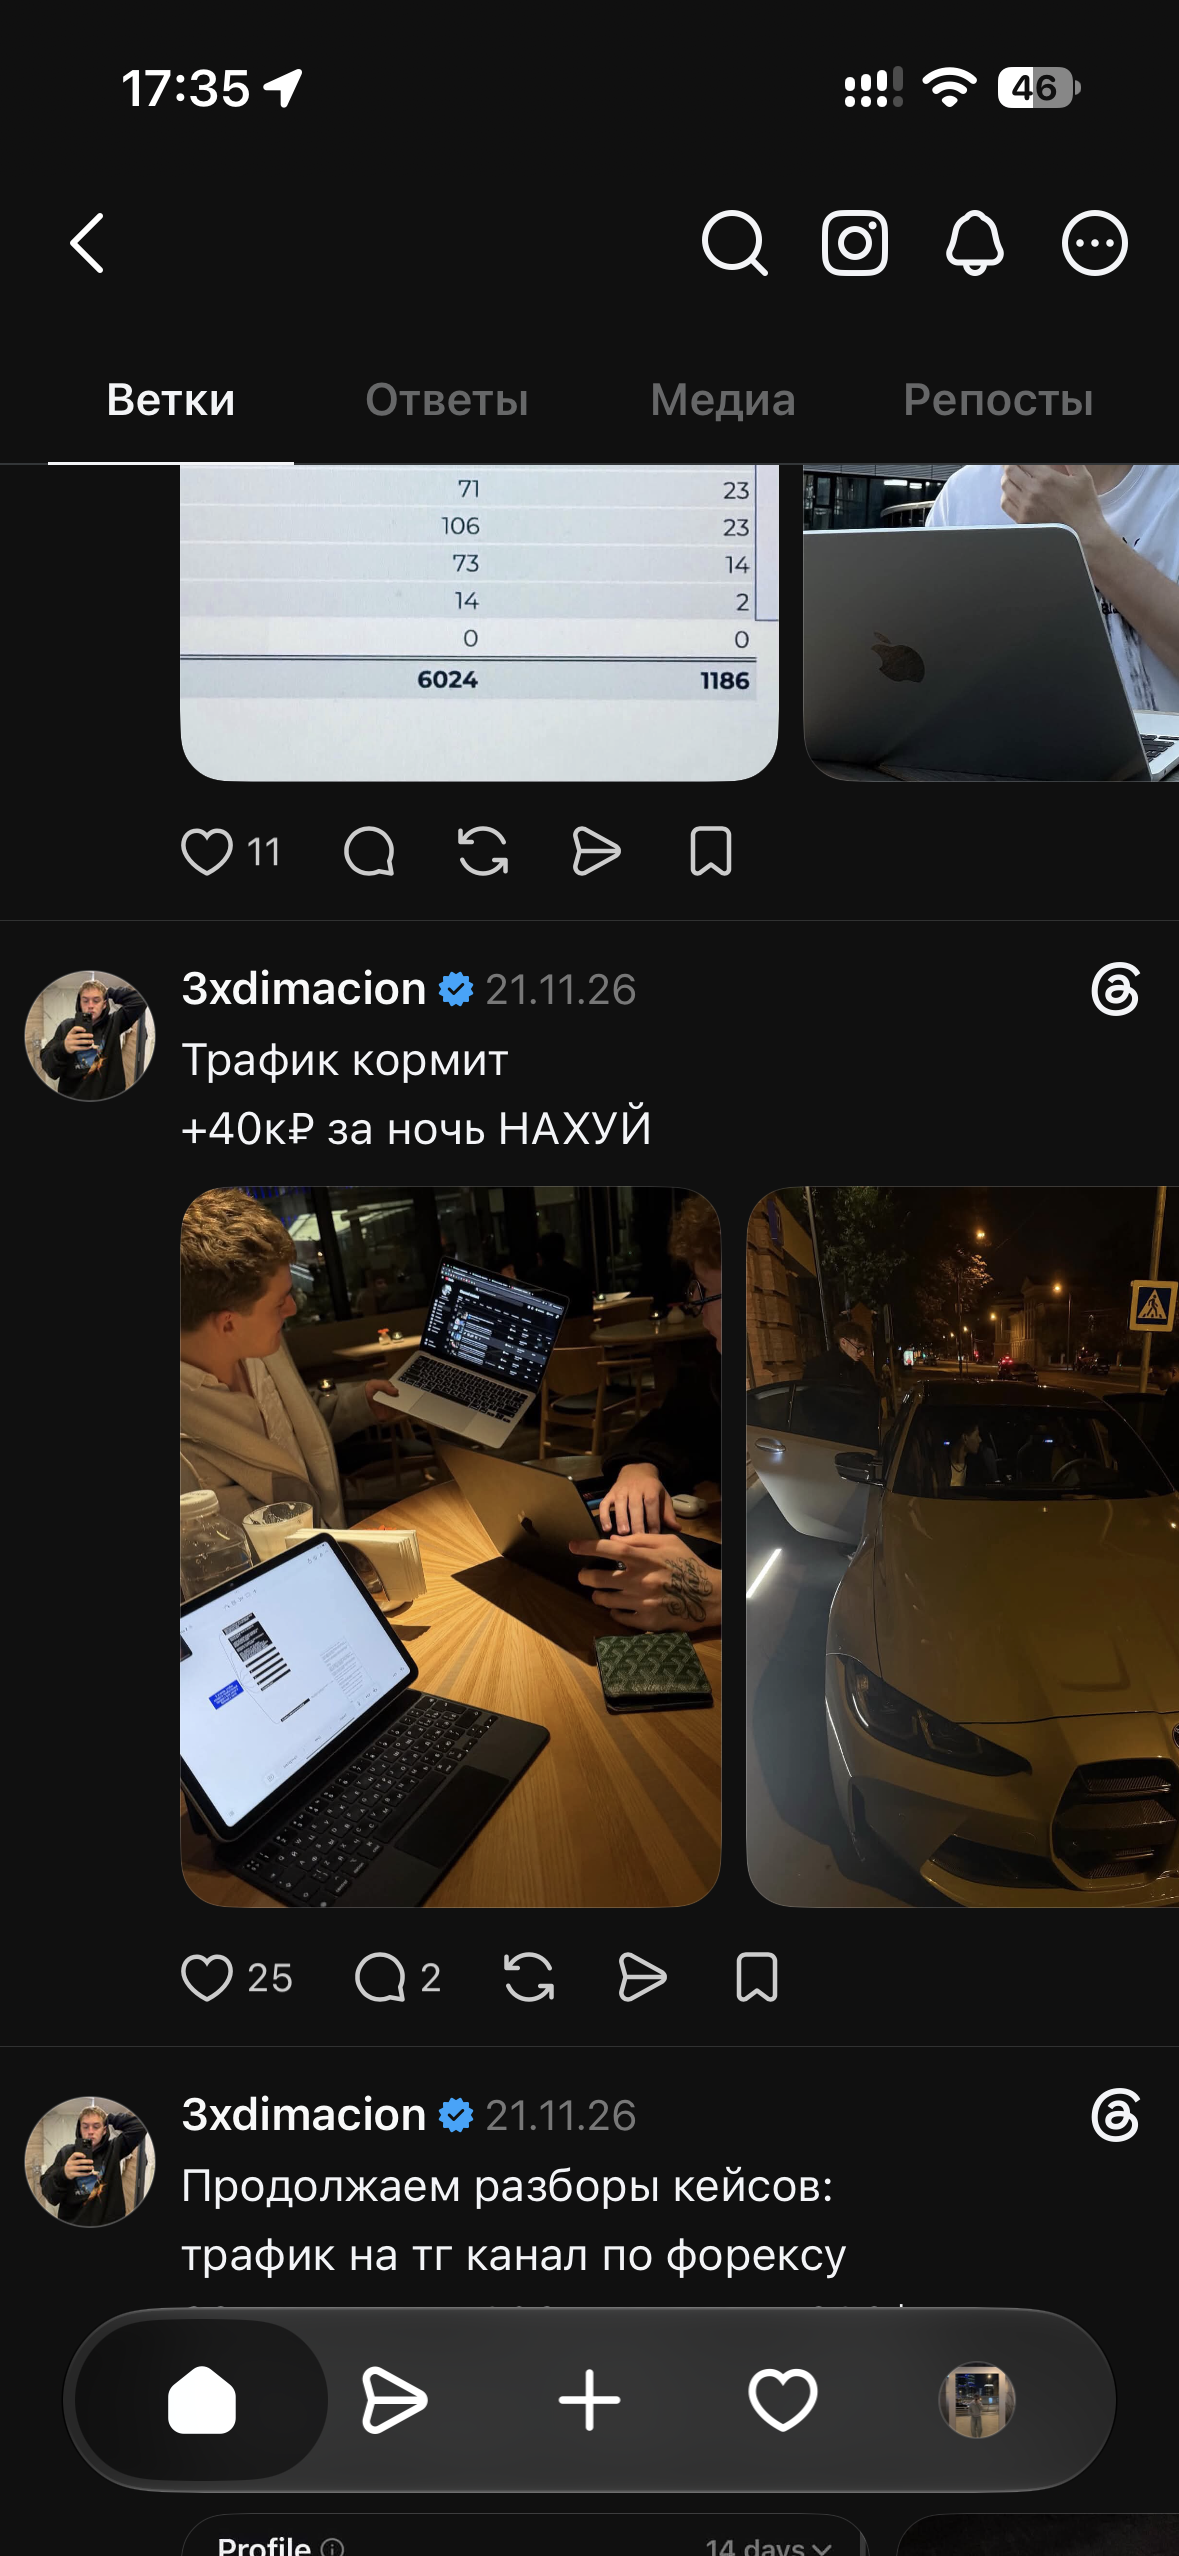 17:35
46
Ветки Ответы Медиа Репосты
71 23
106 23
73 14
14 2
0 0
6024 1186
11
3xdimacion 21.11.26
Трафик кормит
+40к₽ за ночь НАХУЙ
25 2
3xdimacion 21.11.26
Продолжаем разборы кейсов:
трафик на тг канал по форексу
Profile 14 days